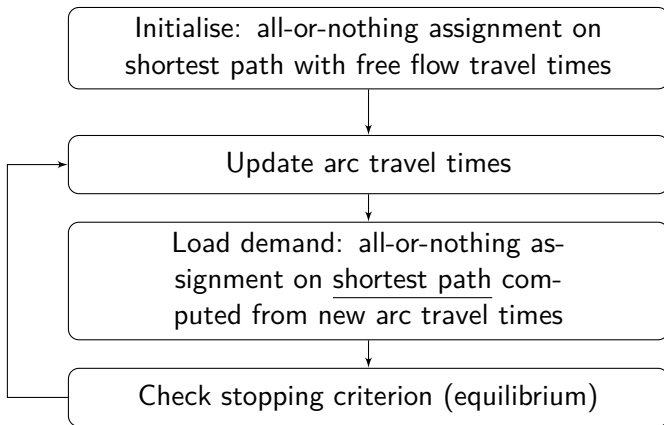 Initialise: all-or-nothing assignment on
shortest path with free flow travel times
Update arc travel times
Load demand: all-or-nothing as-
signment on shortest path com-
puted from new arc travel times
Check stopping criterion (equilibrium)